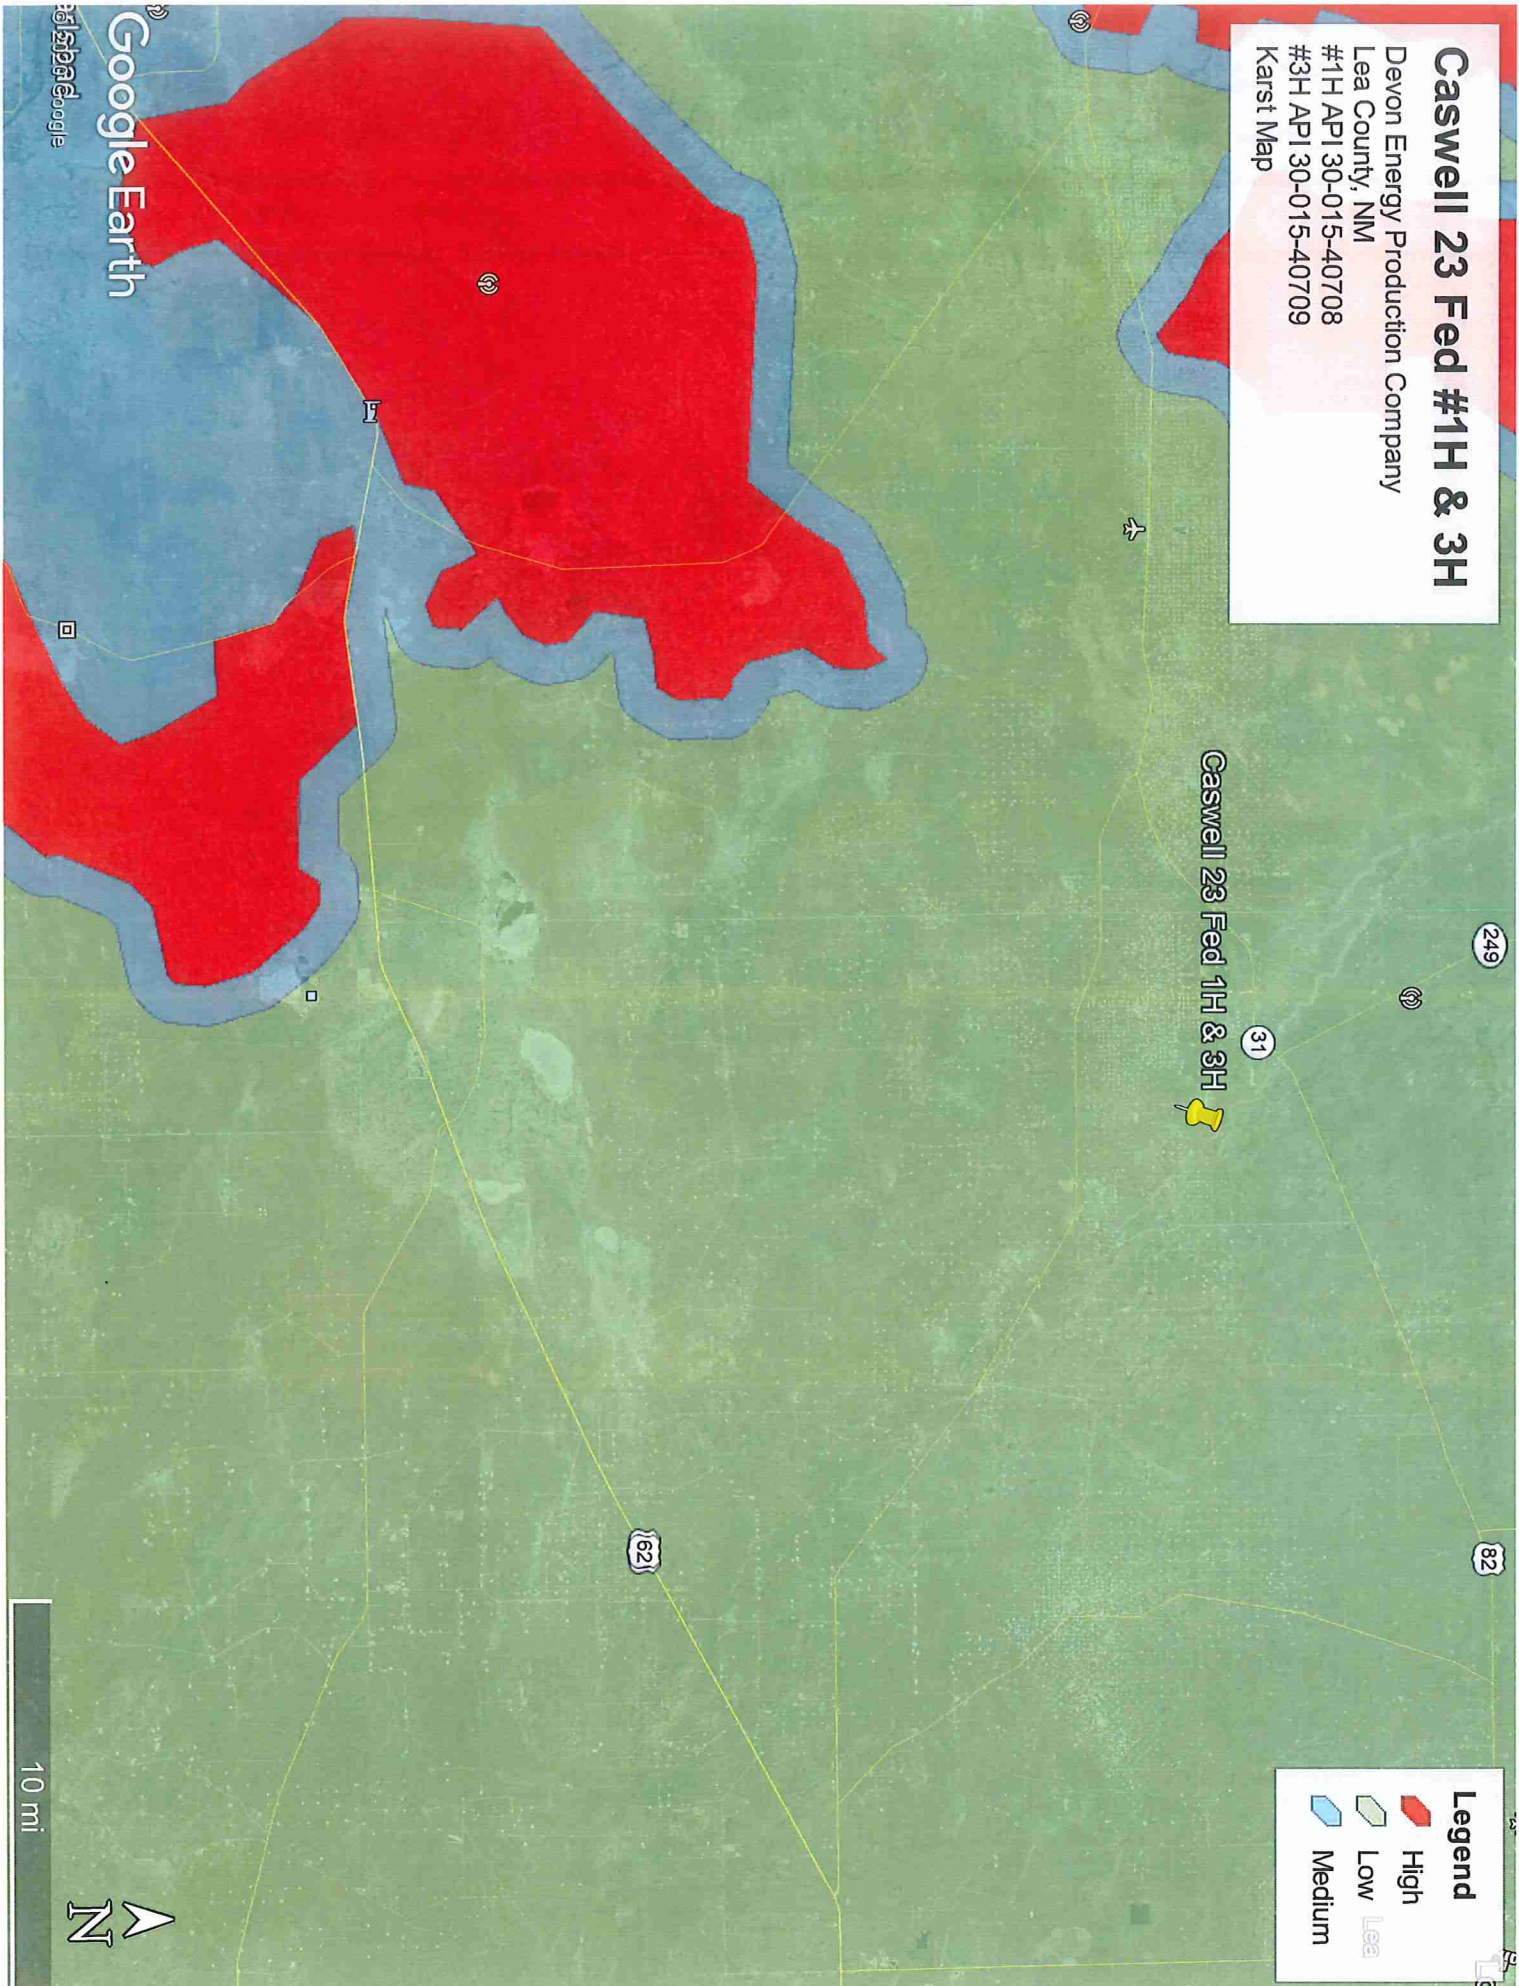 Caswell 23 Fed #1H & 3H
Devon Energy Production Company
Lea County, NM
#1H API 30-015-40708
#3H API 30-015-40709
Karst Map
Legend
High
Low
Lea
Medium
249
31
82
Caswell 23 Fed 1H & 3H
62
Google Earth
Google
10 mi
N